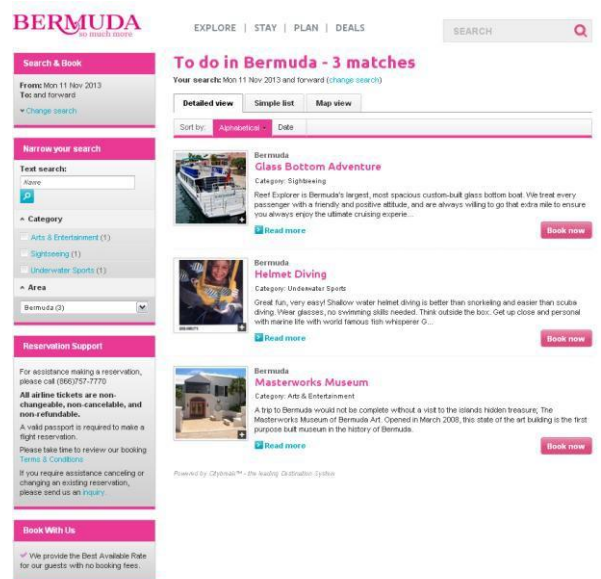 BERMUDA
so much more
EXPLORE | STAY | PLAN | DEALS
SEARCH
Search & Book
From: Mon 11 Nov 2013
To: and forward
Change search
Narrow your search
Text search:
Name
Category
Arts & Entertainment (1)
Sightseeing (1)
Underwater Sports (1)
Area
Bermuda (3)
Reservation Support
For assistance making a reservation,
please call (866)757-7770
All airline tickets are non-
changeable, non-cancelable, and
non-refundable.
A valid passport is required to make a
flight reservation.
Please take time to review our booking
Terms & Conditions
If you require assistance canceling or
changing an existing reservation,
please send us an inquiry.
Book With Us
We provide the Best Available Rate
for our guests with no booking fees.
To do in Bermuda - 3 matches
Your search: Mon 11 Nov 2013 and forward (change search)
Detailed view Simple list Map view
Sort by: Alphabetical Date
Bermuda
Glass Bottom Adventure
Category: Sightseeing
Reef Explorer is Bermuda's largest, most spacious custom-built glass bottom boat. We treat every
passenger with a friendly and positive attitude, and are always willing to go that extra mile to ensure
you always enjoy the ultimate cruising experie...
Read more
Book now
Bermuda
Helmet Diving
Category: Underwater Sports
Great fun, very easy! Shallow water helmet diving is better than snorkeling and easier than scuba
diving. Wear glasses, no swimming skills needed. Think outside the box. Get up close and personal
with marine life with world famous fish whisperer G...
Read more
Book now
Bermuda
Masterworks Museum
Category: Arts & Entertainment
A trip to Bermuda would not be complete without a visit to the islands hidden treasure; The
Masterworks Museum of Bermuda Art. Opened in March 2008, this state of the art building is the first
purpose built museum in the history of Bermuda.
Read more
Book now
Powered by Citybreak™ - the leading Destination System